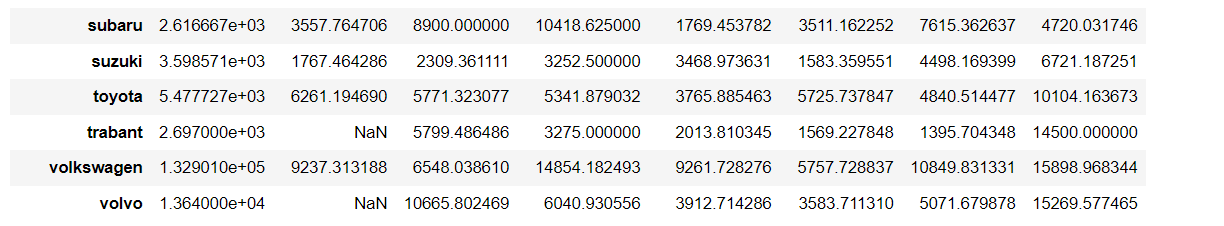 subaru 2.616667e+03 3557.764706 8900.000000 10418.625000 1769.453782 3511.162252 7615.362637 4720.031746
suzuki 3.598571e+03 1767.464286 2309.361111 3252.500000 3468.973631 1583.359551 4498.169399 6721.187251
toyota 5.477727e+03 6261.194690 5771.323077 5341.879032 3765.885463 5725.737847 4840.514477 10104.163673
trabant 2.697000e+03 NaN 5799.486486 3275.000000 2013.810345 1569.227848 1395.704348 14500.000000
volkswagen 1.329010e+05 9237.313188 6548.038610 14854.182493 9261.728276 5757.728837 10849.831331 15898.968344
volvo 1.364000e+04 NaN 10665.802469 6040.930556 3912.714286 3583.711310 5071.679878 15269.577465